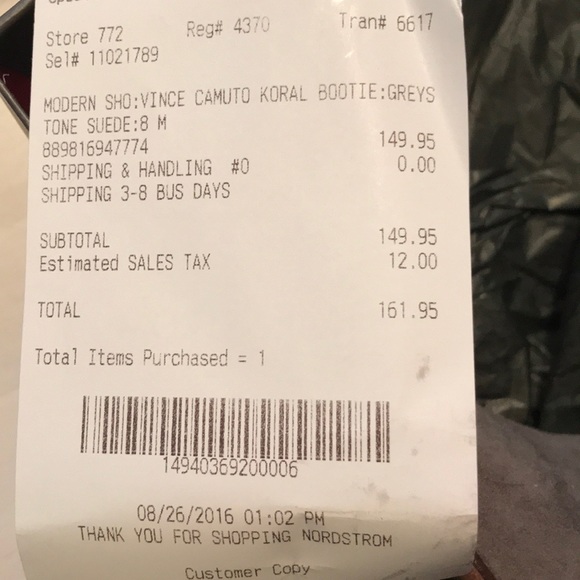 Store 772 Reg# 4370 Tran# 6617
Sel# 11021789
MODERN SHO:VINCE CAMUTO KORAL BOOTIE:GREYS
TONE SUEDE:8 M
889816947774 149.95
SHIPPING & HANDLING #0 0.00
SHIPPING 3-8 BUS DAYS
SUBTOTAL 149.95
Estimated SALES TAX 12.00
TOTAL 161.95
Total Items Purchased = 1
14940369200006
08/26/2016 01:02 PM
THANK YOU FOR SHOPPING NORDSTROM
Customer Copy